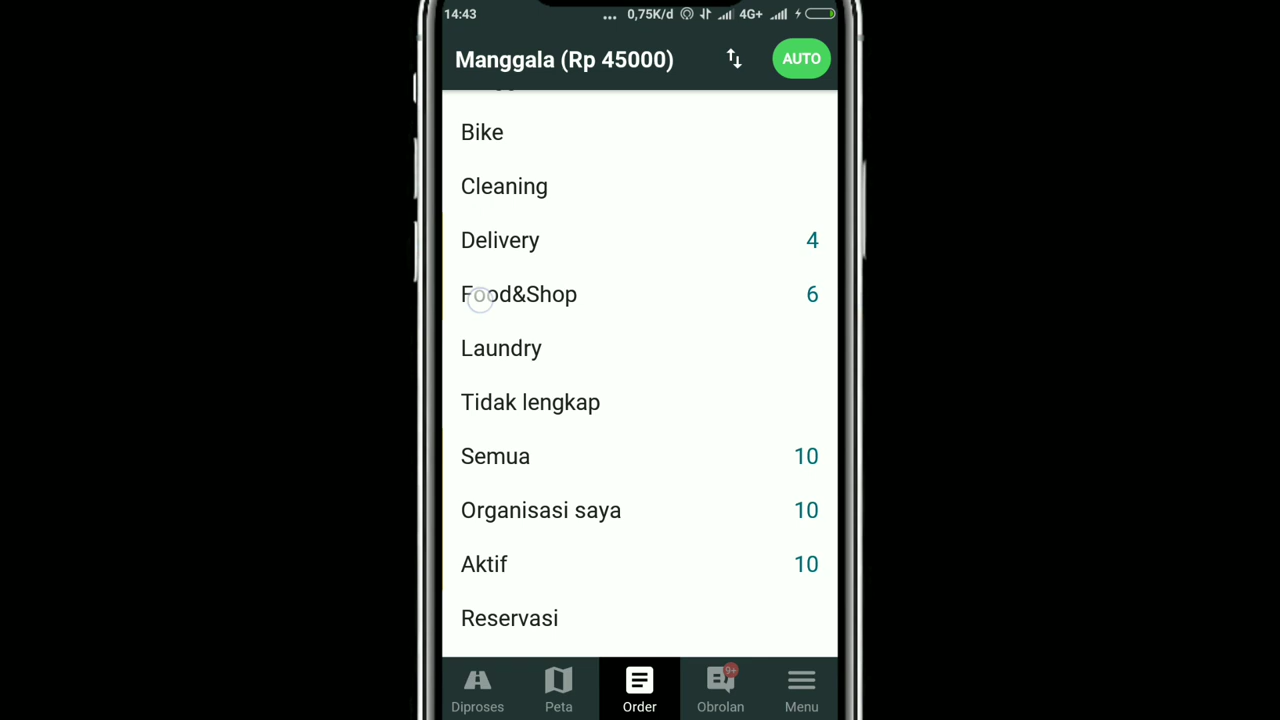 14:43 ... 0,75K/d 4G+
Manggala (Rp 45000) AUTO
Bike
Cleaning
Delivery 4
Food&Shop 6
Laundry
Tidak lengkap
Semua 10
Organisasi saya 10
Aktif 10
Reservasi
9+
Diproses Peta Order Obrolan Menu